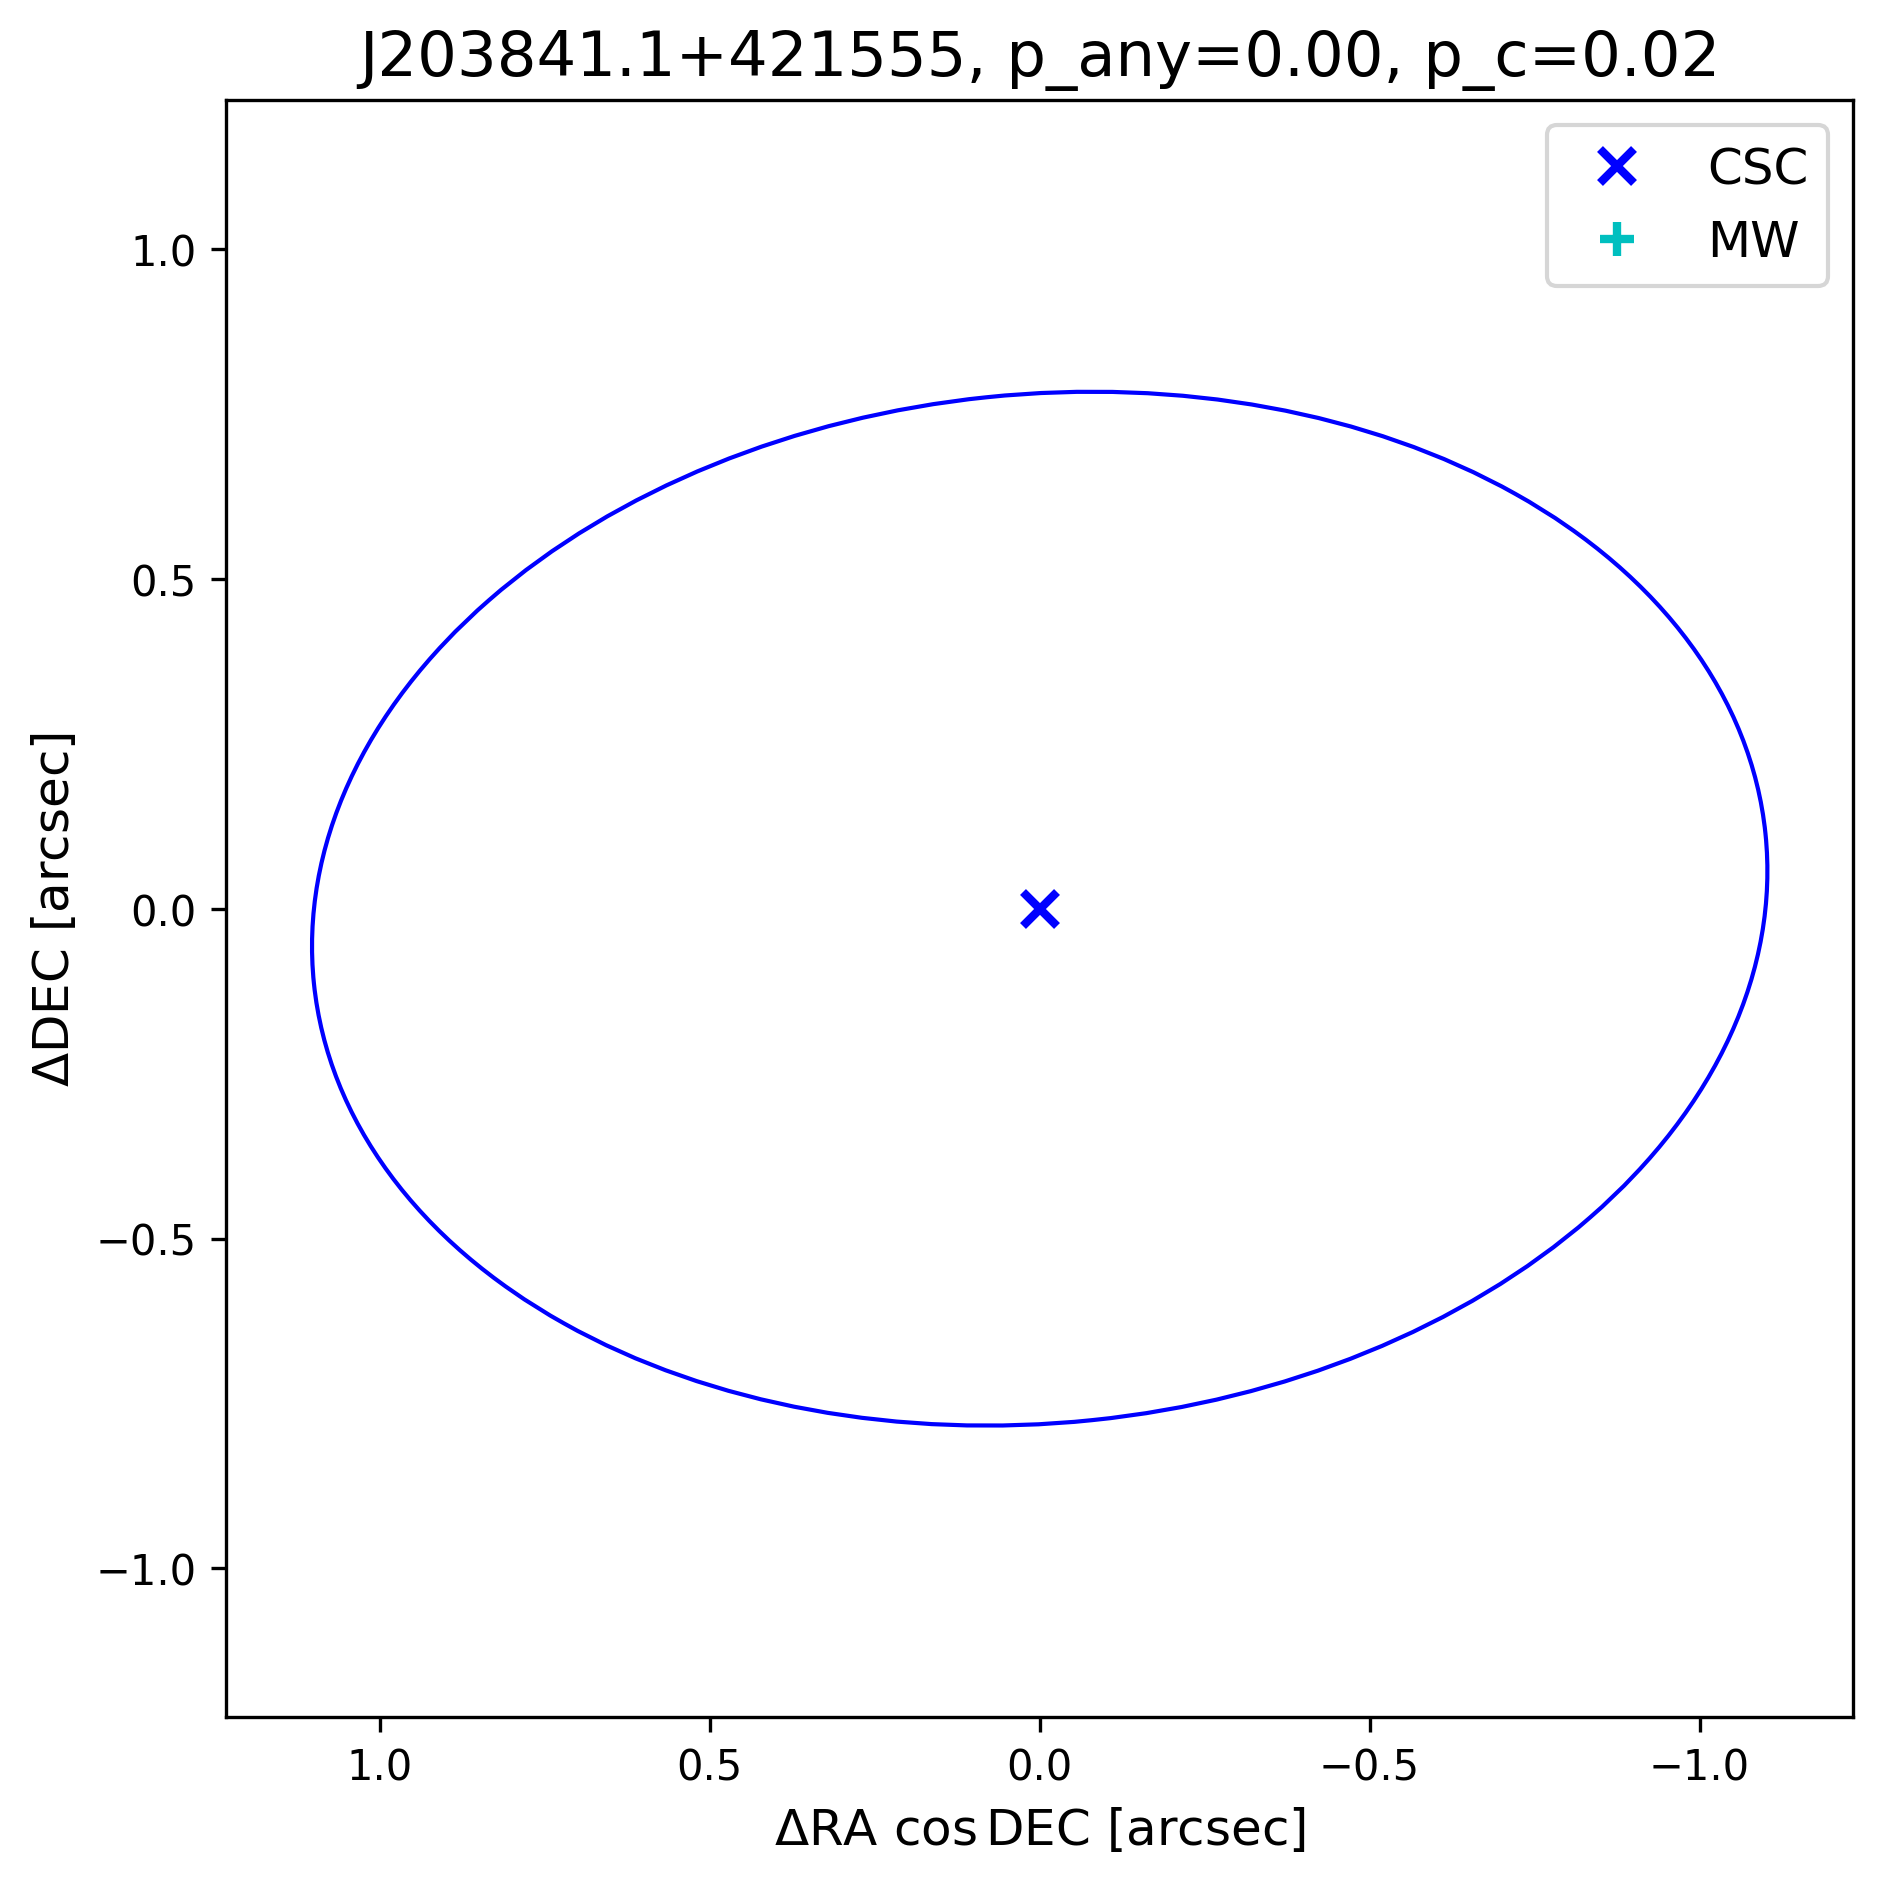 J203841.1+421555, p_any=0.00, p_c=0.02
CSC
MW
1.0
0.5
0.0
−0.5
−1.0
ΔDEC [arcsec]
1.0 0.5 0.0 −0.5 −1.0
ΔRA cos DEC [arcsec]